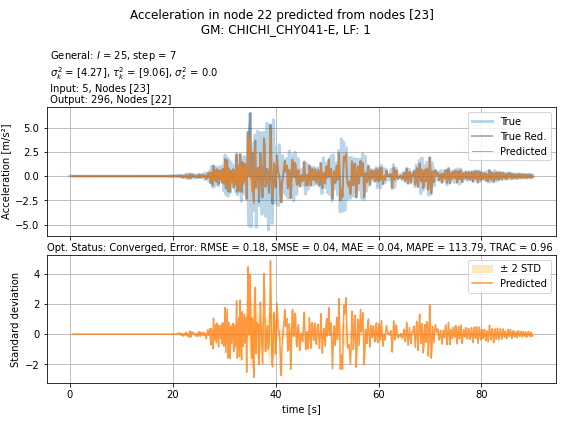 Acceleration in node 22 predicted from nodes [23]
GM: CHICHI_CHY041-E, LF: 1
General: l = 25, step = 7
σ²ₖ = [4.27], τ²ₖ = [9.06], σ²ε = 0.0
Input: 5, Nodes [23]
Output: 296, Nodes [22]
Acceleration [m/s²]
5.0
2.5
0.0
−2.5
−5.0
True
True Red.
Predicted
Opt. Status: Converged, Error: RMSE = 0.18, SMSE = 0.04, MAE = 0.04, MAPE = 113.79, TRAC = 0.96
Standard deviation
4
2
0
−2
± 2 STD
Predicted
0 20 40 60 80
time [s]